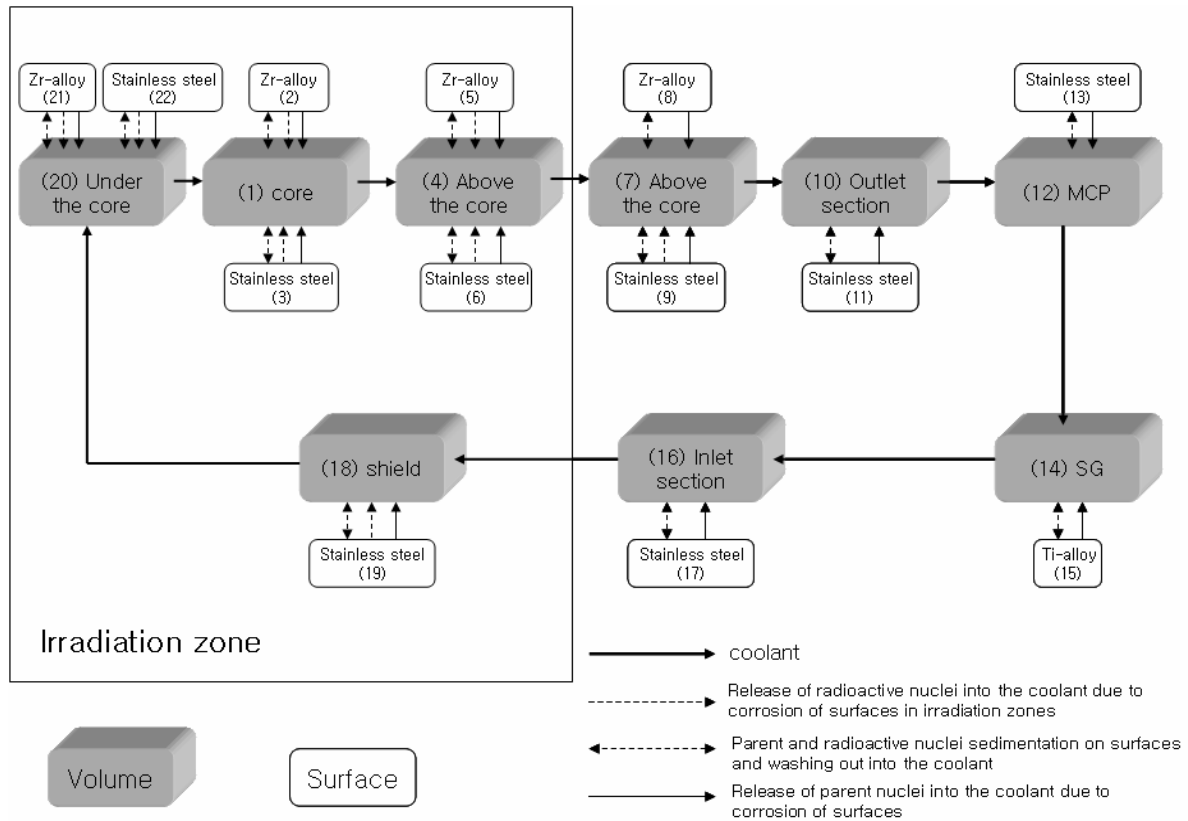 Zr-alloy
(21)
Stainless steel
(22)
Zr-alloy
(2)
Zr-alloy
(5)
Zr-alloy
(8)
Stainless steel
(13)
(20) Under
the core
(1) core
(4) Above
the core
(7) Above
the core
(10) Outlet
section
(12) MCP
Stainless steel
(3)
Stainless steel
(6)
Stainless steel
(9)
Stainless steel
(11)
(18) shield
(16) Inlet
section
(14) SG
Stainless steel
(19)
Stainless steel
(17)
Ti-alloy
(15)
Irradiation zone
coolant
Release of radioactive nuclei into the coolant due to
corrosion of surfaces in irradiation zones
Parent and radioactive nuclei sedimentation on surfaces
and washing out into the coolant
Release of parent nuclei into the coolant due to
corrosion of surfaces
Volume
Surface